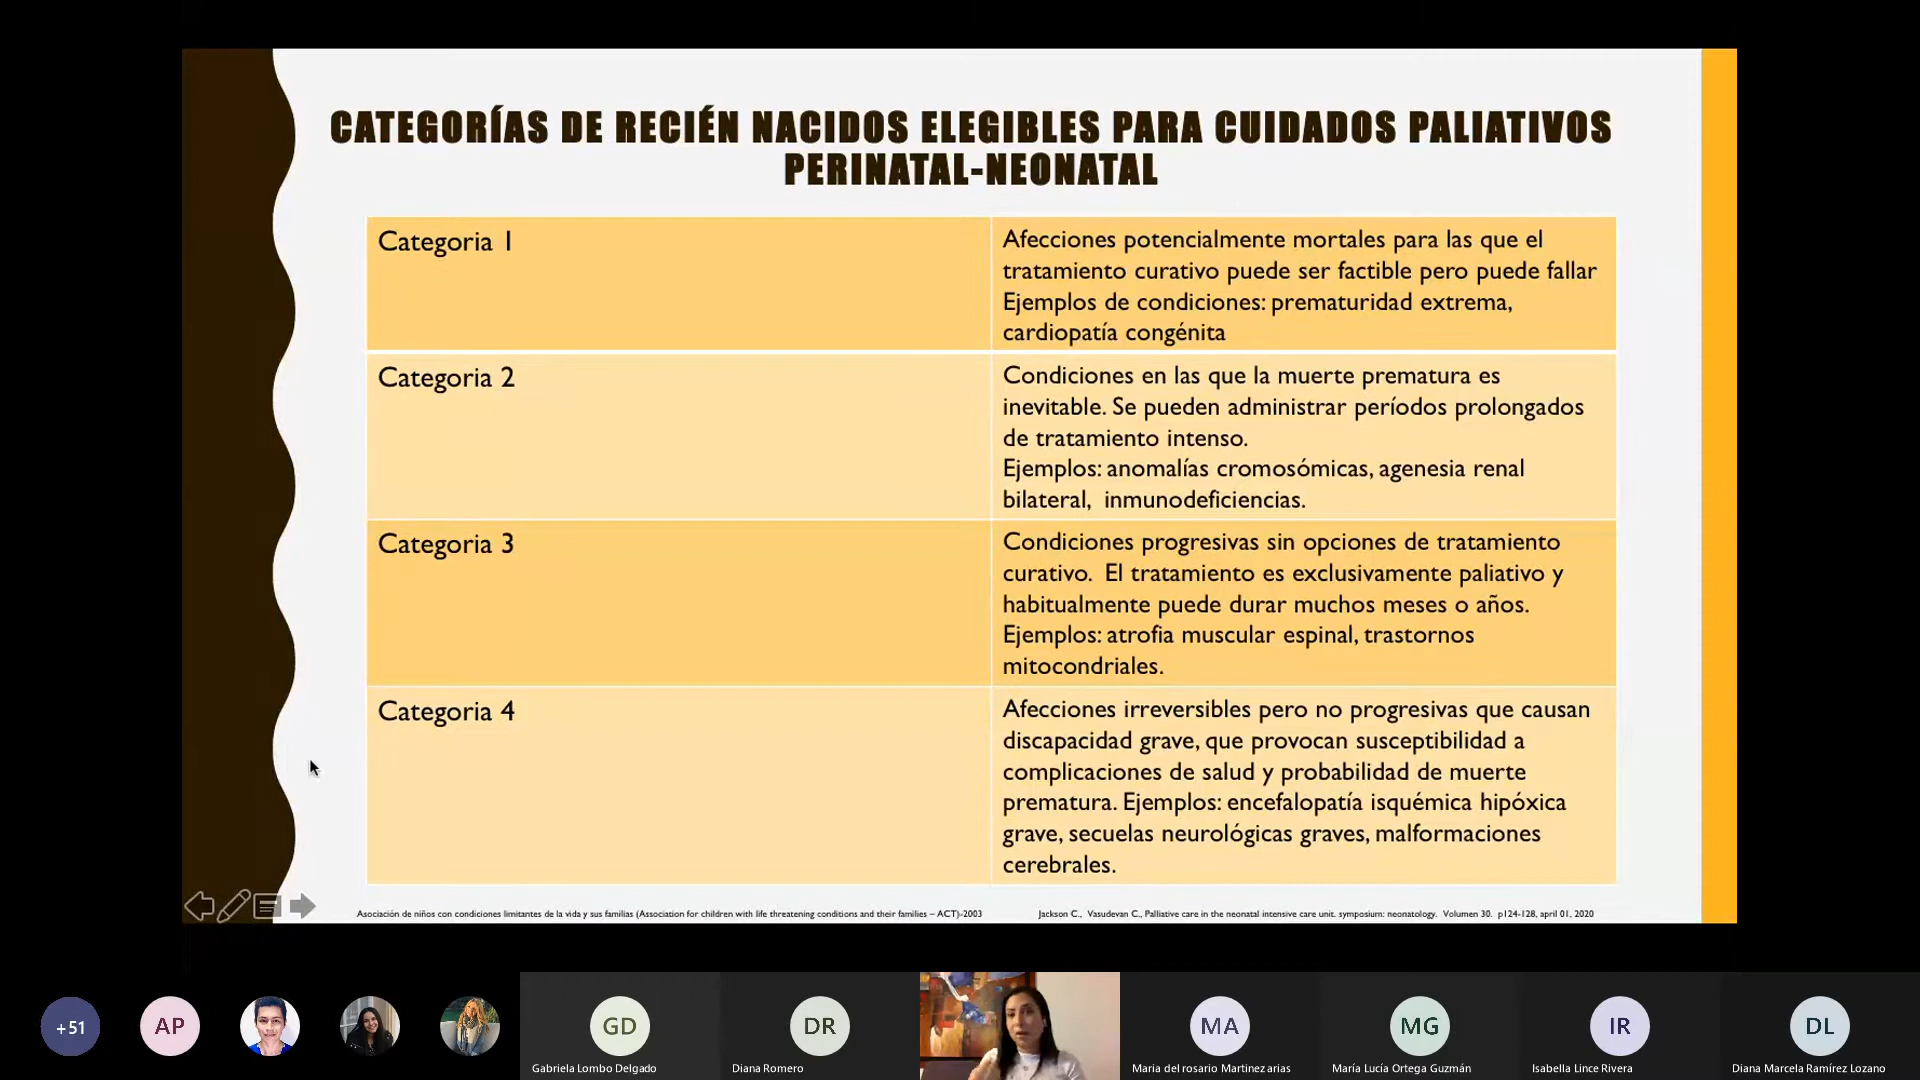 CATEGORÍAS DE RECIÉN NACIDOS ELEGIBLES PARA CUIDADOS PALIATIVOS
PERINATAL-NEONATAL
Categoria 1
Afecciones potencialmente mortales para las que el
tratamiento curativo puede ser factible pero puede fallar
Ejemplos de condiciones: prematuridad extrema,
cardiopatía congénita
Categoria 2
Condiciones en las que la muerte prematura es
inevitable. Se pueden administrar períodos prolongados
de tratamiento intenso.
Ejemplos: anomalías cromosómicas, agenesia renal
bilateral, inmunodeficiencias.
Categoria 3
Condiciones progresivas sin opciones de tratamiento
curativo. El tratamiento es exclusivamente paliativo y
habitualmente puede durar muchos meses o años.
Ejemplos: atrofia muscular espinal, trastornos
mitocondriales.
Categoria 4
Afecciones irreversibles pero no progresivas que causan
discapacidad grave, que provocan susceptibilidad a
complicaciones de salud y probabilidad de muerte
prematura. Ejemplos: encefalopatía isquémica hipóxica
grave, secuelas neurológicas graves, malformaciones
cerebrales.
Asociación de niños con condiciones limitantes de la vida y sus familias (Association for children with life threatening conditions and their families – ACT)-2003
Jackson C., Vasudevan C., Palliative care in the neonatal intensive care unit. symposium: neonatology. Volumen 30. p124-128, april 01, 2020
+51
AP
GD
DR
MA
MG
IR
DL
Gabriela Lombo Delgado
Diana Romero
Maria del rosario Martinez arias
María Lucía Ortega Guzmán
Isabella Lince Rivera
Diana Marcela Ramírez Lozano